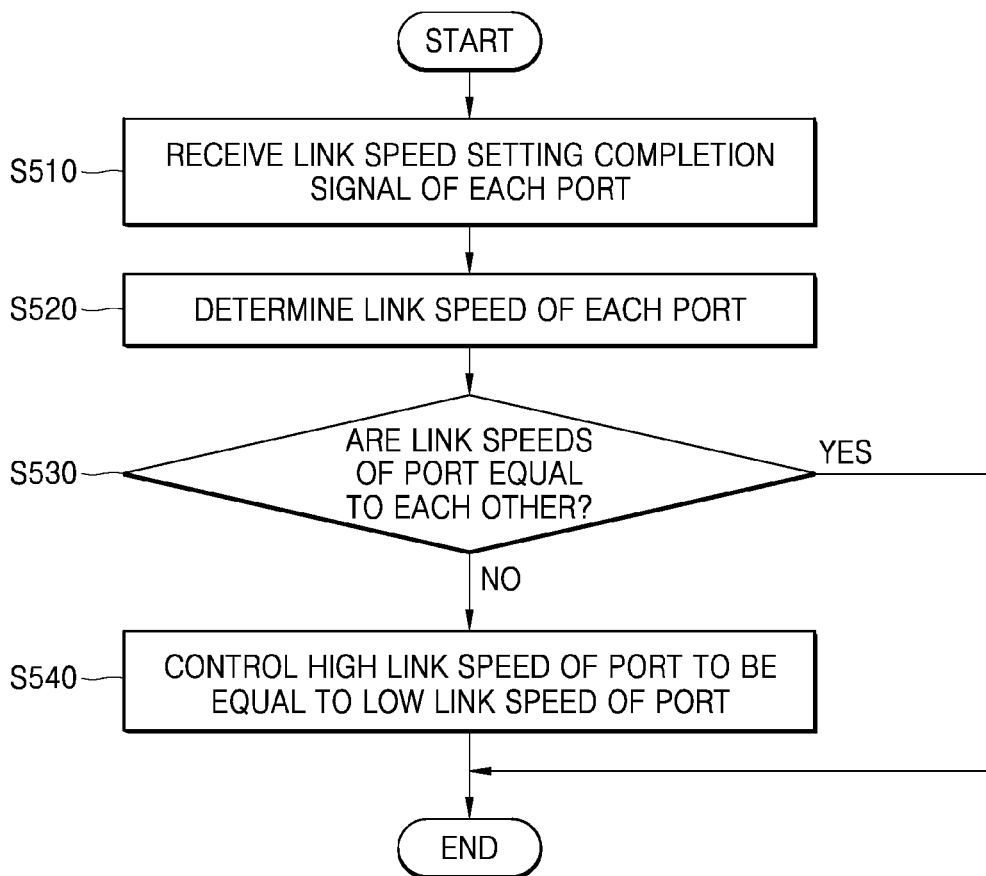 START
S510
RECEIVE LINK SPEED SETTING COMPLETION
SIGNAL OF EACH PORT
S520
DETERMINE LINK SPEED OF EACH PORT
S530
ARE LINK SPEEDS
OF PORT EQUAL
TO EACH OTHER?
YES
NO
S540
CONTROL HIGH LINK SPEED OF PORT TO BE
EQUAL TO LOW LINK SPEED OF PORT
END